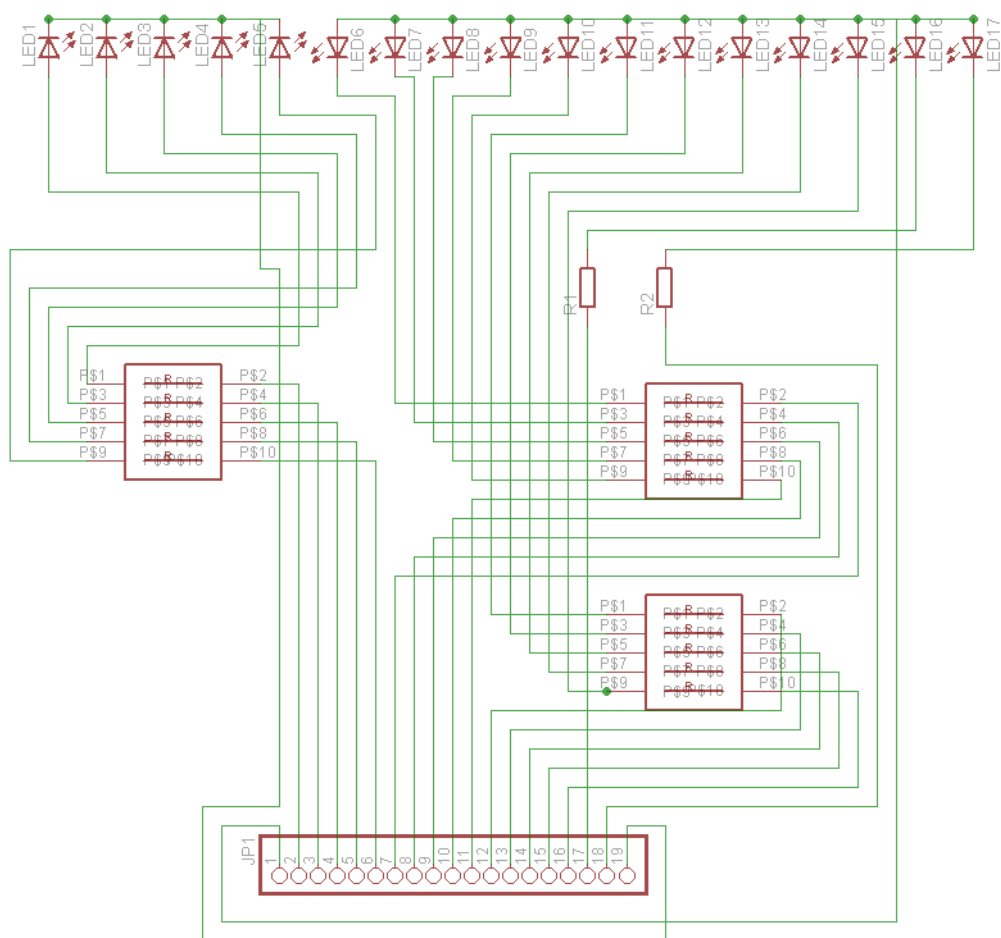 LED1
LED2
LED3
LED4
LED5
LED6
LED7
LED8
LED9
LED10
LED11
LED12
LED13
LED14
LED15
LED16
LED17
R1
R2
P$1
P$3
P$5
P$7
P$9
R
R
R
R
R
P$2
P$4
P$6
P$8
P$10
P$1
P$3
P$5
P$7
P$9
R
R
R
R
R
P$2
P$4
P$6
P$8
P$10
P$1
P$3
P$5
P$7
P$9
R
R
R
R
R
P$2
P$4
P$6
P$8
P$10
JP1
1
2
3
4
5
6
7
8
9
10
11
12
13
14
15
16
17
18
19